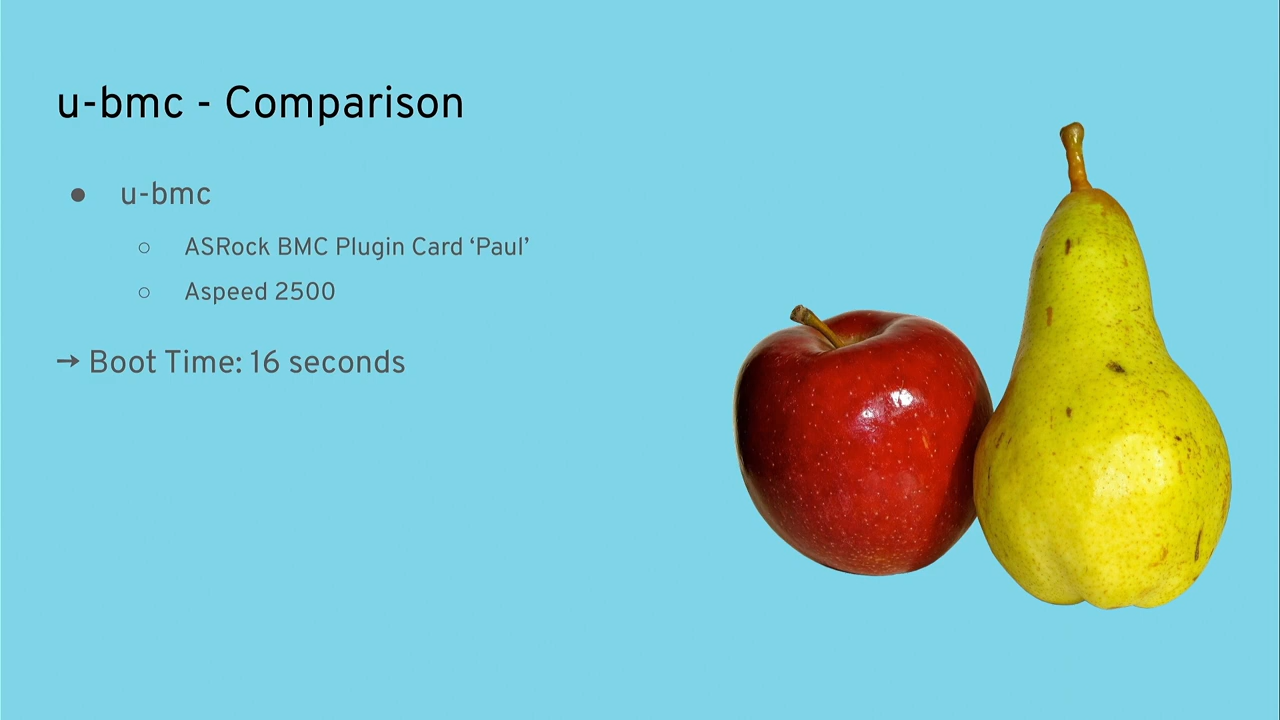 u-bmc - Comparison
● u-bmc
○ ASRock BMC Plugin Card ‘Paul’
○ Aspeed 2500
→ Boot Time: 16 seconds